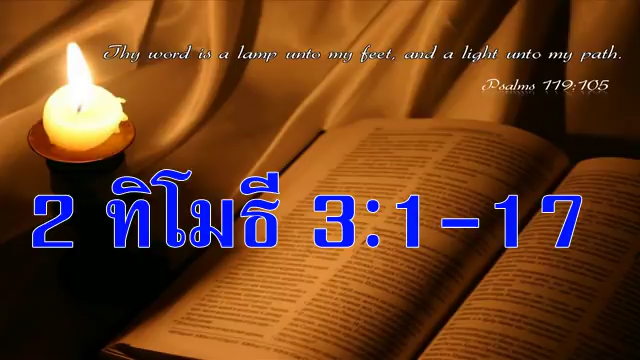 Thy word is a lamp unto my feet, and a light unto my path.
Psalms 119:105
2 ทิโมธี 3:1-17